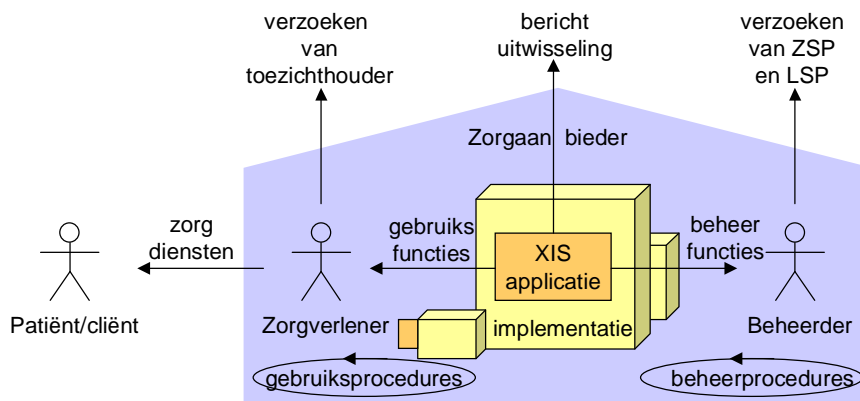 verzoeken
van
toezichthouder
bericht
uitwisseling
verzoeken
van ZSP
en LSP
Zorgaan bieder
zorg
diensten
gebruiks
functies
XIS
applicatie
beheer
functies
Patiënt/cliënt
Zorgverlener
implementatie
Beheerder
gebruiksprocedures
beheerprocedures